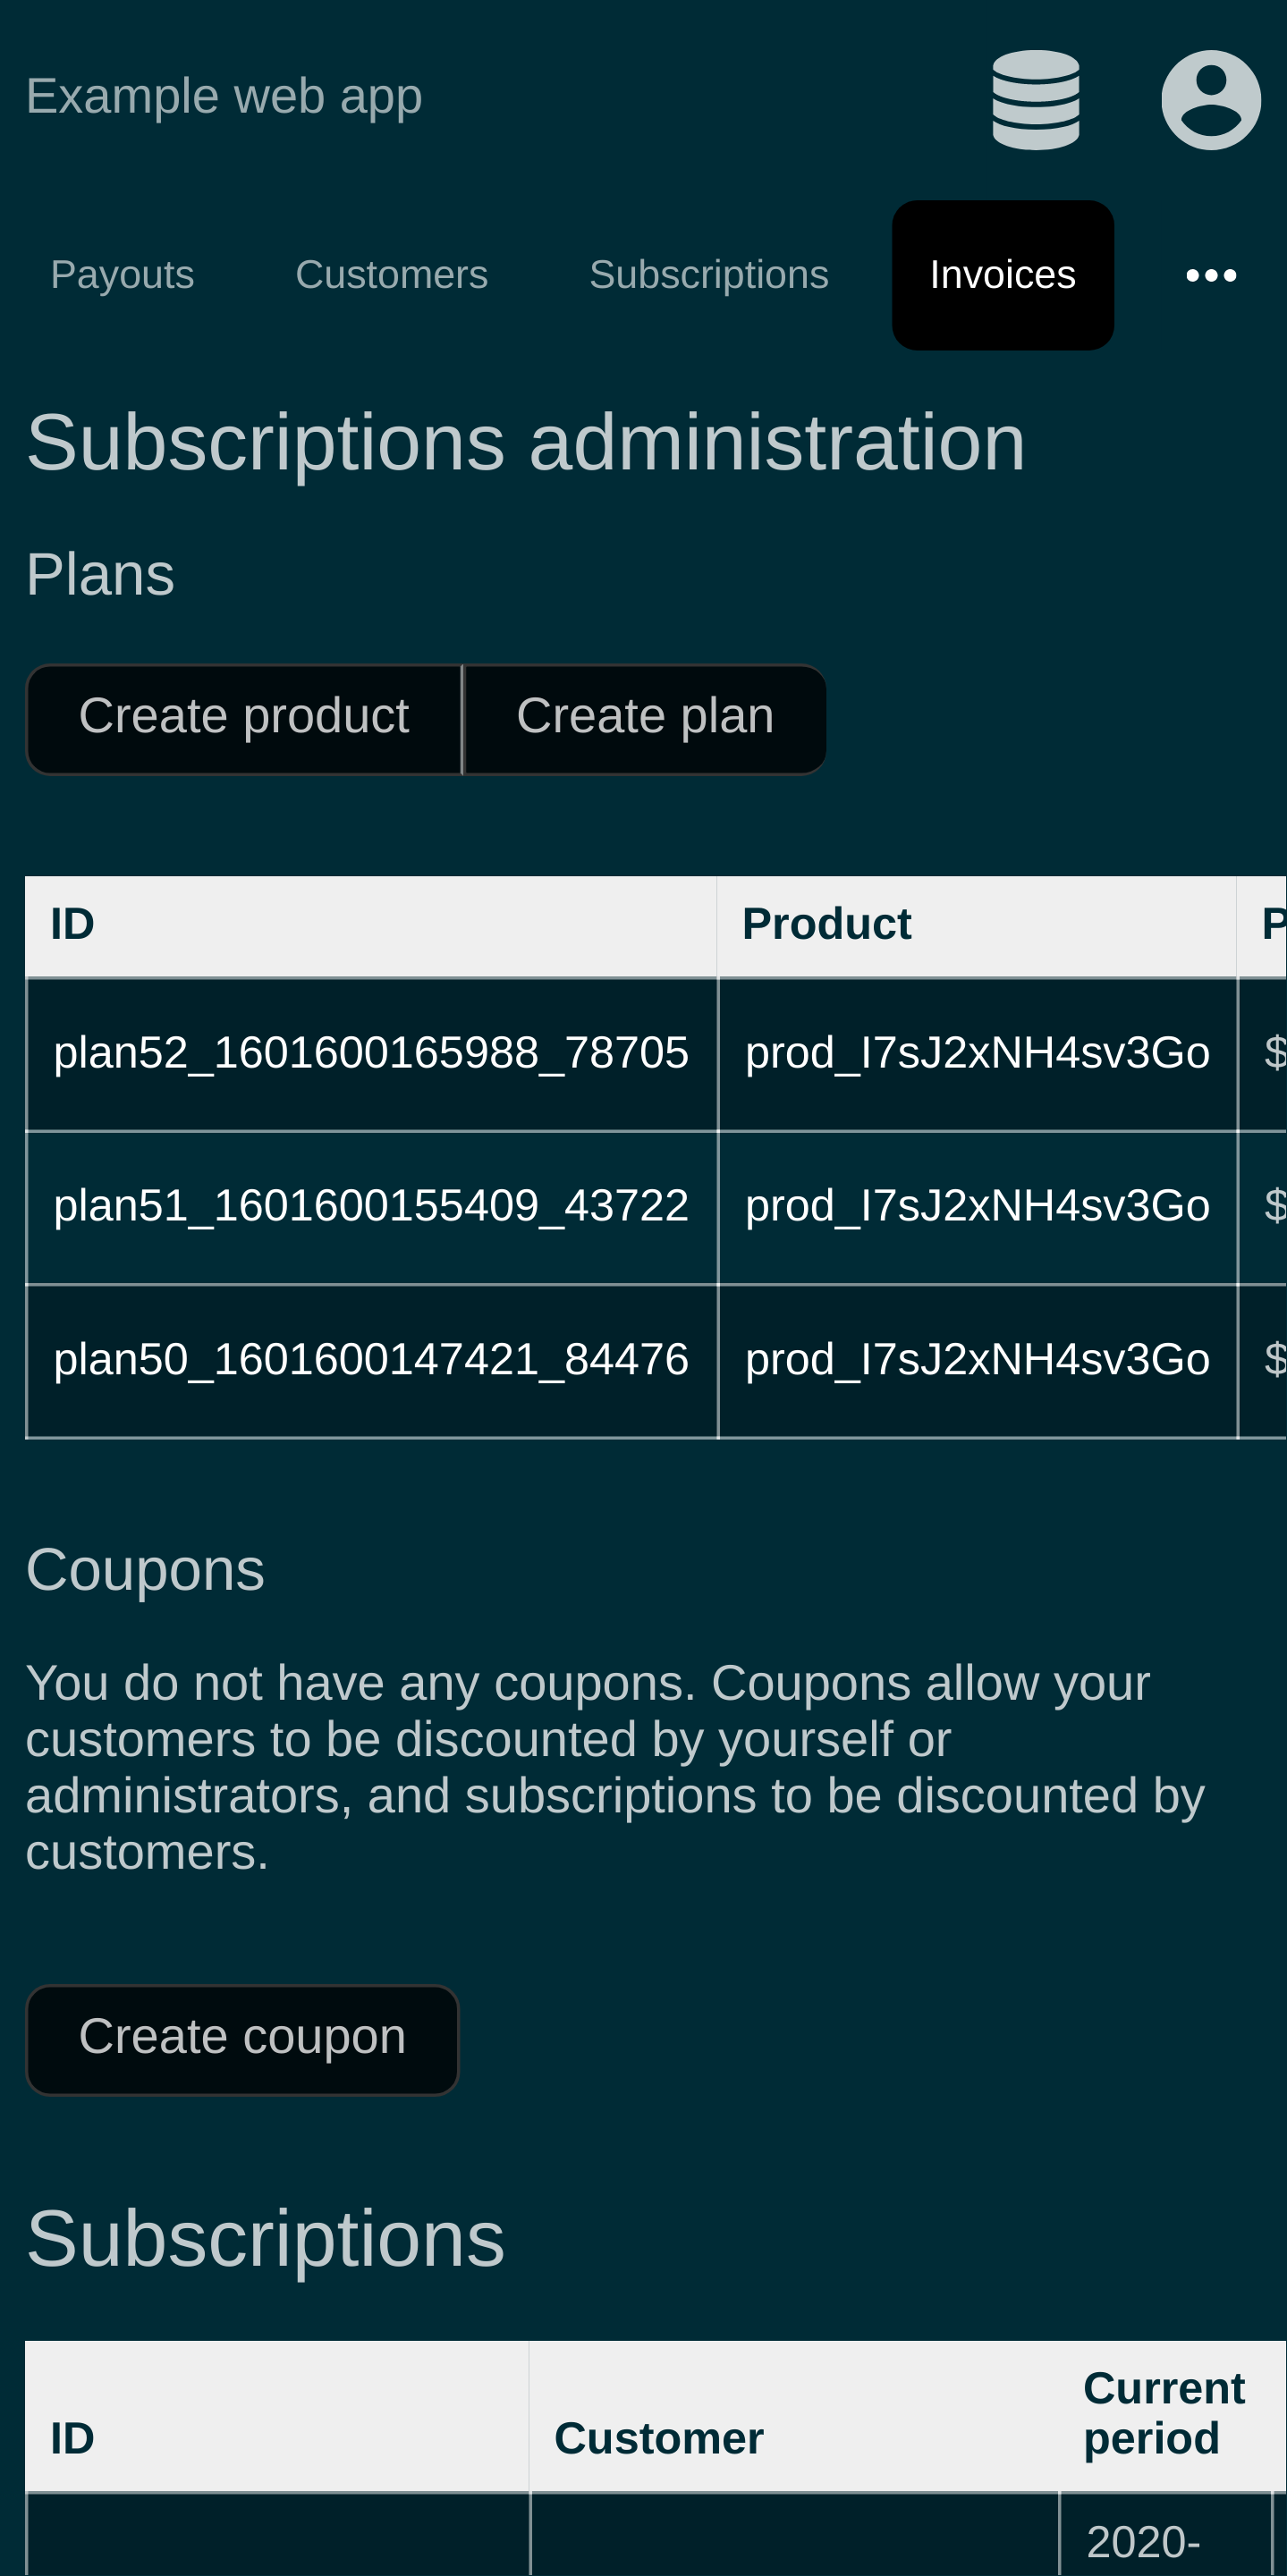 Example web app
Payouts Customers Subscriptions Invoices
Subscriptions administration
Plans
Create product Create plan
ID Product P
plan52_1601600165988_78705 prod_I7sJ2xNH4sv3Go $
plan51_1601600155409_43722 prod_I7sJ2xNH4sv3Go $
plan50_1601600147421_84476 prod_I7sJ2xNH4sv3Go $
Coupons
You do not have any coupons. Coupons allow your
customers to be discounted by yourself or
administrators, and subscriptions to be discounted by
customers.
Create coupon
Subscriptions
ID Customer Current
period
2020-